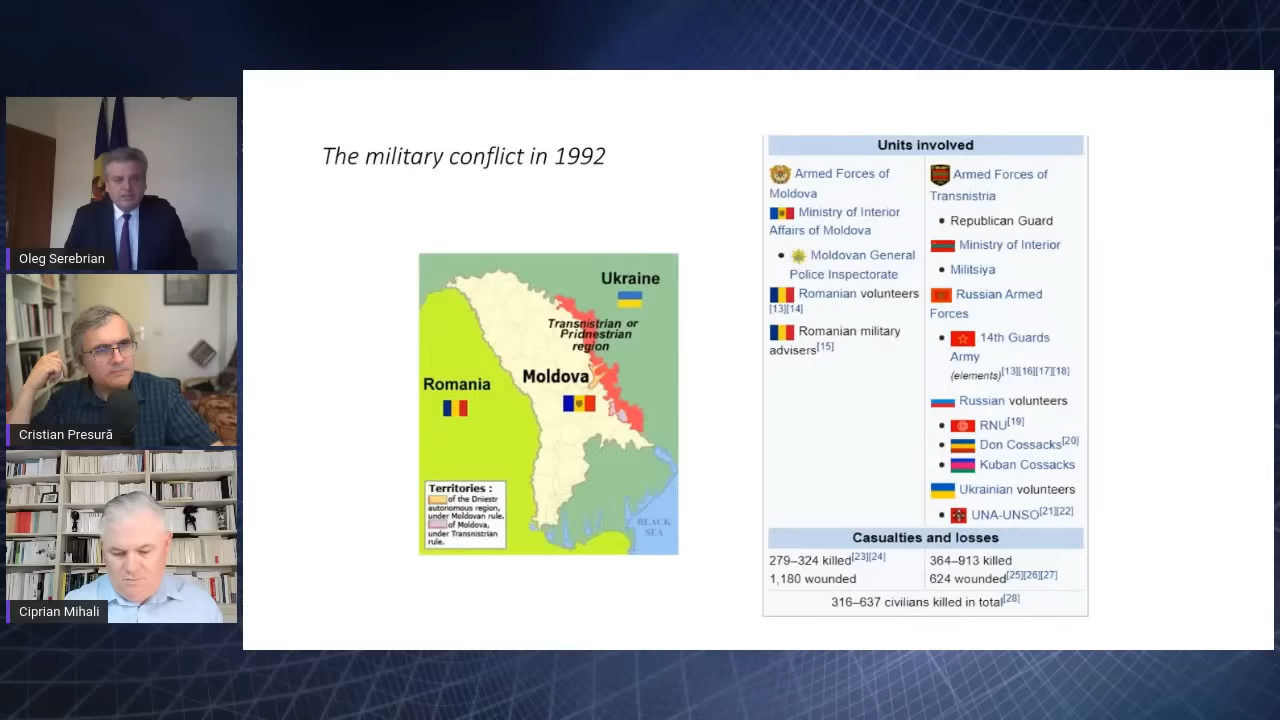 Oleg Serebrian
Cristian Presură
Ciprian Mihali
The military conflict in 1992
Ukraine
Transnistrian or
Pridnestrian
region
Moldova
Romania
Territories :
of the Dniestr
autonomous region,
under Moldovan rule.
of Moldova,
under Transnistrian
rule.
BLACK
SEA
Units involved
Armed Forces of
Moldova
Ministry of Interior
Affairs of Moldova
• Moldovan General
Police Inspectorate
Romanian volunteers
[13][14]
Romanian military
advisers[15]
Armed Forces of
Transnistria
• Republican Guard
Ministry of Interior
• Militsiya
Russian Armed
Forces
• 14th Guards
Army
(elements)[13][16][17][18]
Russian volunteers
• RNU[19]
• Don Cossacks[20]
• Kuban Cossacks
Ukrainian volunteers
• UNA-UNSO[21][22]
Casualties and losses
279–324 killed[23][24]
1,180 wounded
364–913 killed
624 wounded[25][26][27]
316–637 civilians killed in total[28]